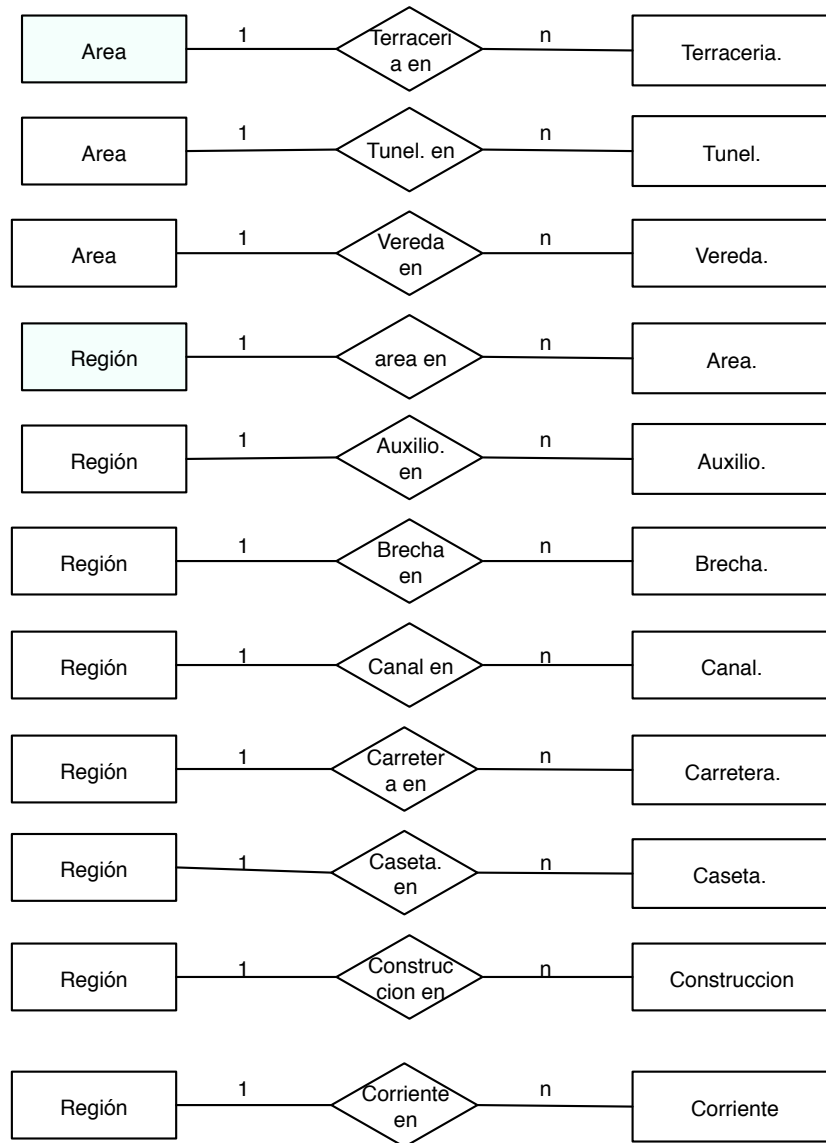 Area 1 Terraceri n Terraceria.
a en
Area 1 Tunel. en n Tunel.
Area 1 Vereda n Vereda.
en
Región 1 area en n Area.
Región 1 Auxilio. n Auxilio.
en
Región 1 Brecha n Brecha.
en
Región 1 Canal en n Canal.
Región 1 Carreter n Carretera.
a en
Región 1 Caseta. n Caseta.
en
Región 1 Construc n Construccion
cion en
Región 1 Corriente n Corriente
en